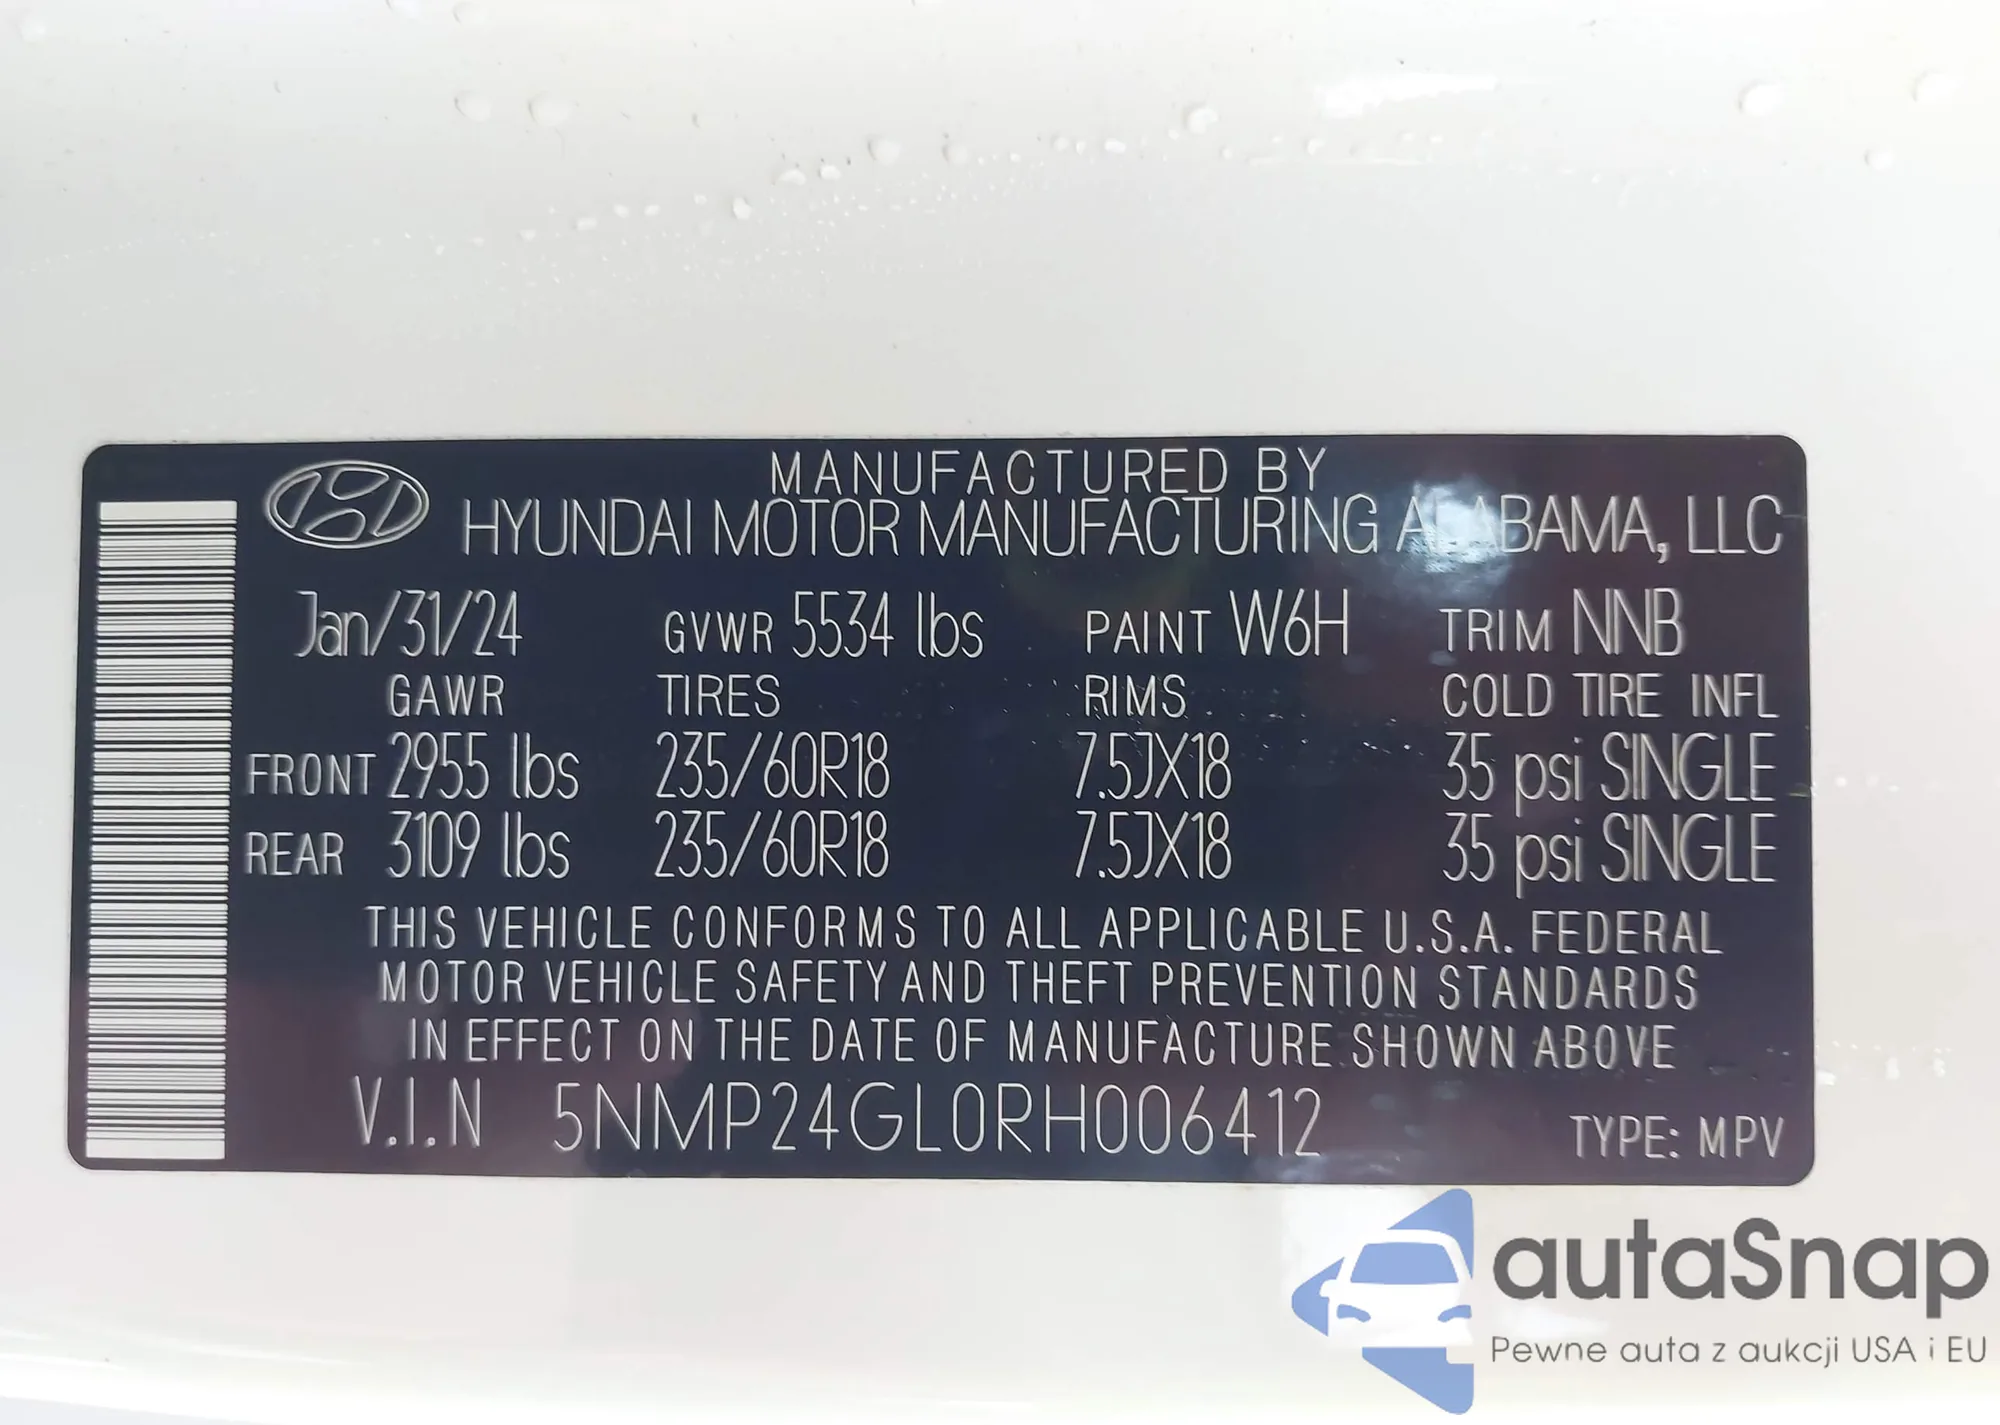 MANUFACTURED BY
HYUNDAI MOTOR MANUFACTURING ALABAMA, LLC
Jan/31/24 GVWR 5534 lbs PAINT W6H TRIM NNB
GAWR TIRES RIMS COLD TIRE INFL
FRONT 2955 lbs 235/60R18 7.5JX18 35 psi SINGLE
REAR 3109 lbs 235/60R18 7.5JX18 35 psi SINGLE
THIS VEHICLE CONFORMS TO ALL APPLICABLE U.S.A. FEDERAL
MOTOR VEHICLE SAFETY AND THEFT PREVENTION STANDARDS
IN EFFECT ON THE DATE OF MANUFACTURE SHOWN ABOVE
V.I.N 5NMP24GL0RH006412 TYPE: MPV
autaSnap
Pewne auta z aukcji USA i EU